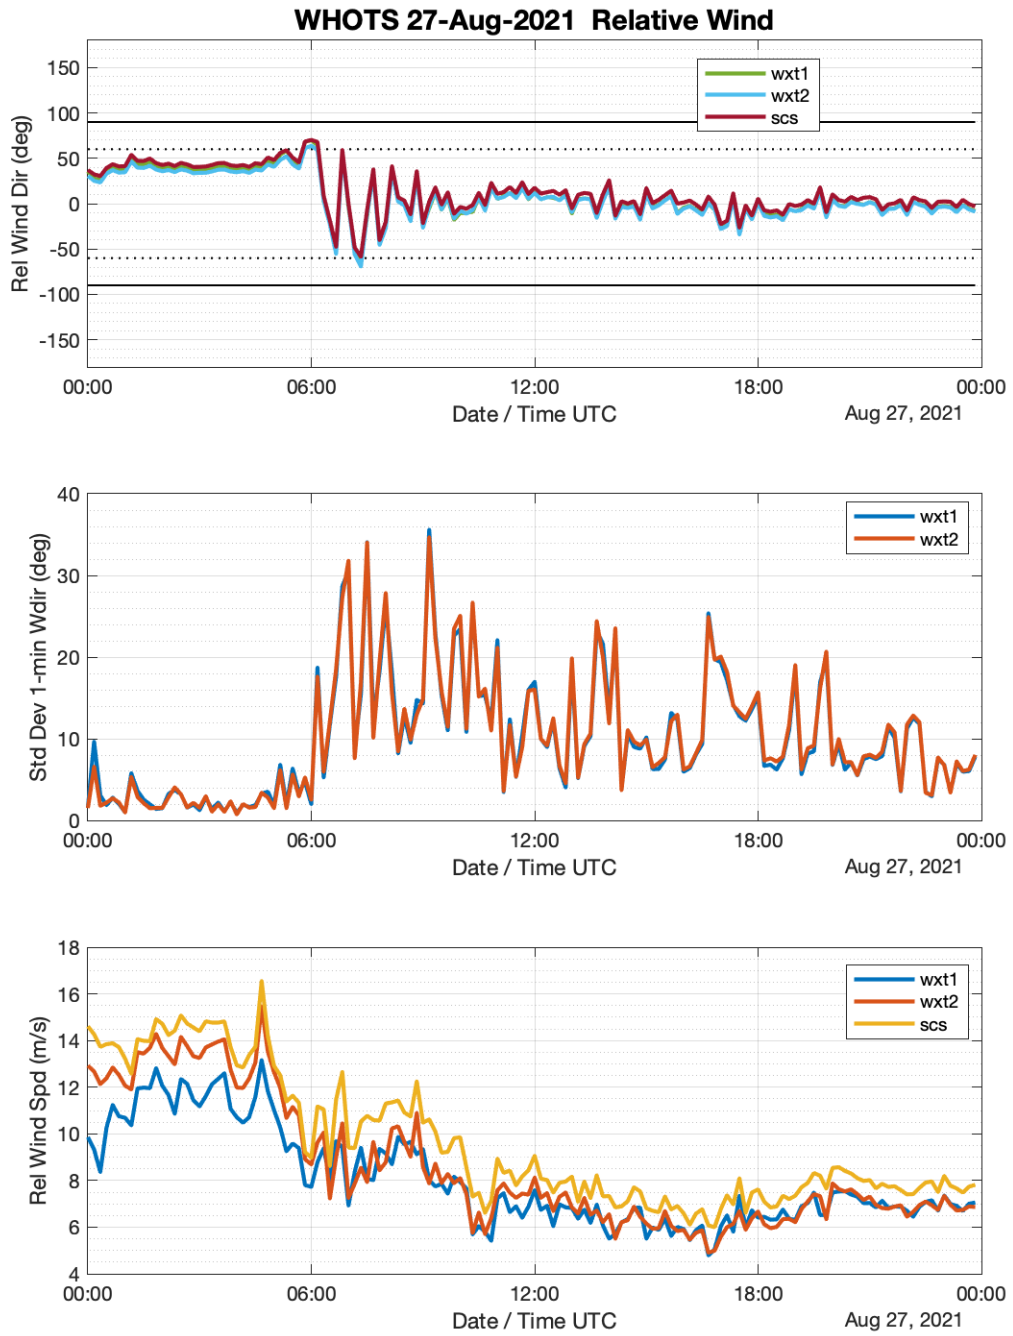 WHOTS 27-Aug-2021 Relative Wind
150
100
50
0
-50
-100
-150
Rel Wind Dir (deg)
wxt1
wxt2
scs
00:00 06:00 12:00 18:00 00:00
Date / Time UTC
Aug 27, 2021
40
30
20
10
0
Std Dev 1-min Wdir (deg)
wxt1
wxt2
00:00 06:00 12:00 18:00 00:00
Date / Time UTC
Aug 27, 2021
18
16
14
12
10
8
6
4
Rel Wind Spd (m/s)
wxt1
wxt2
scs
00:00 06:00 12:00 18:00 00:00
Date / Time UTC
Aug 27, 2021